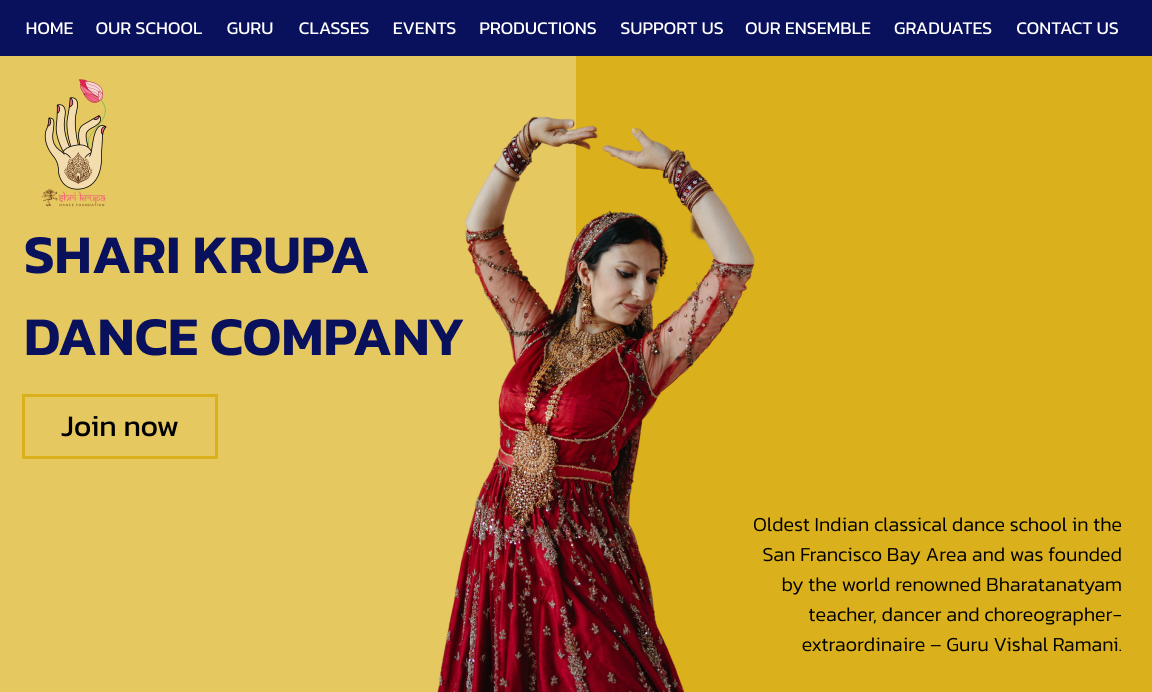 HOME OUR SCHOOL GURU CLASSES EVENTS PRODUCTIONS SUPPORT US OUR ENSEMBLE GRADUATES CONTACT US
shri krupa
DANCE FOUNDATION
SHARI KRUPA
DANCE COMPANY
Join now
Oldest Indian classical dance school in the
San Francisco Bay Area and was founded
by the world renowned Bharatanatyam
teacher, dancer and choreographer-
extraordinaire – Guru Vishal Ramani.